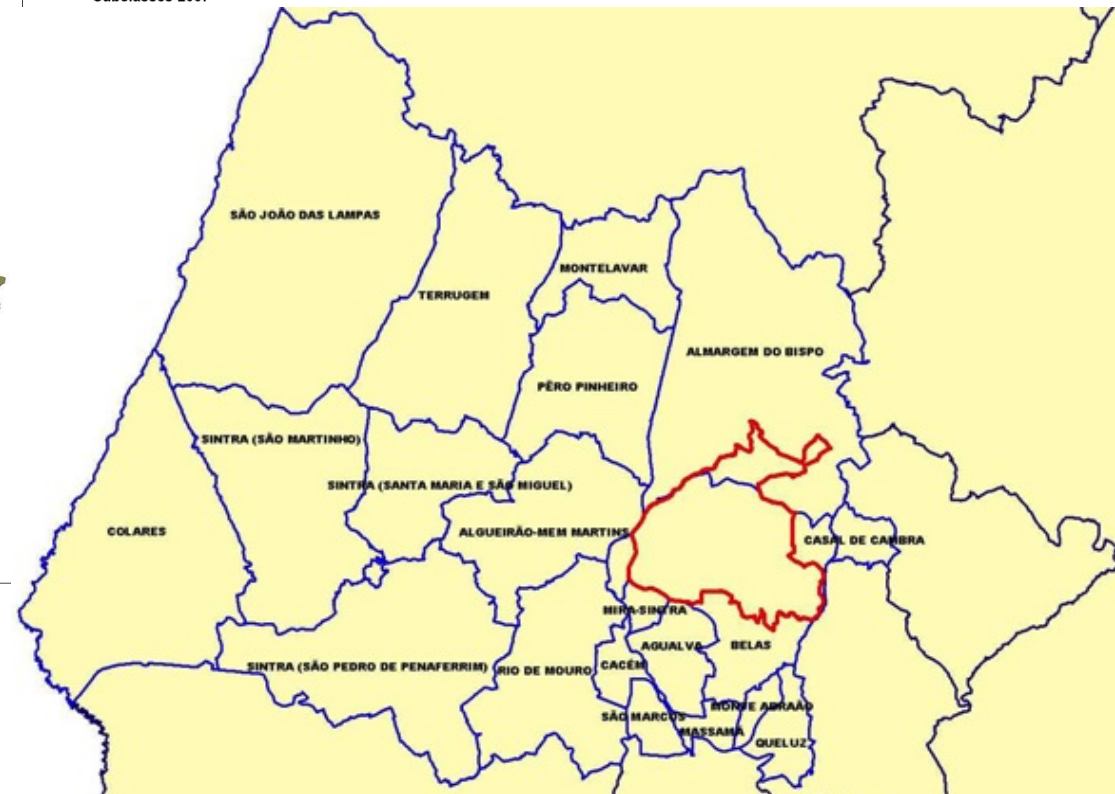 SÃO JOÃO DAS LAMPAS
MONTELAVAR
TERRUGEM
ALMARGEM DO BISPO
PÊRO PINHEIRO
SINTRA (SÃO MARTINHO)
SINTRA (SANTA MARIA E SÃO MIGUEL)
COLARES
ALGUEIRÃO-MEM MARTINS
CASAL DE CAMBRA
MIRA-SINTRA
AGUALVA
BELAS
SINTRA (SÃO PEDRO DE PENAFERRIM)
RIO DE MOURO
CACÉM
MONTE ABRAÃO
SÃO MARCOS
MASSAMÁ
QUELUZ